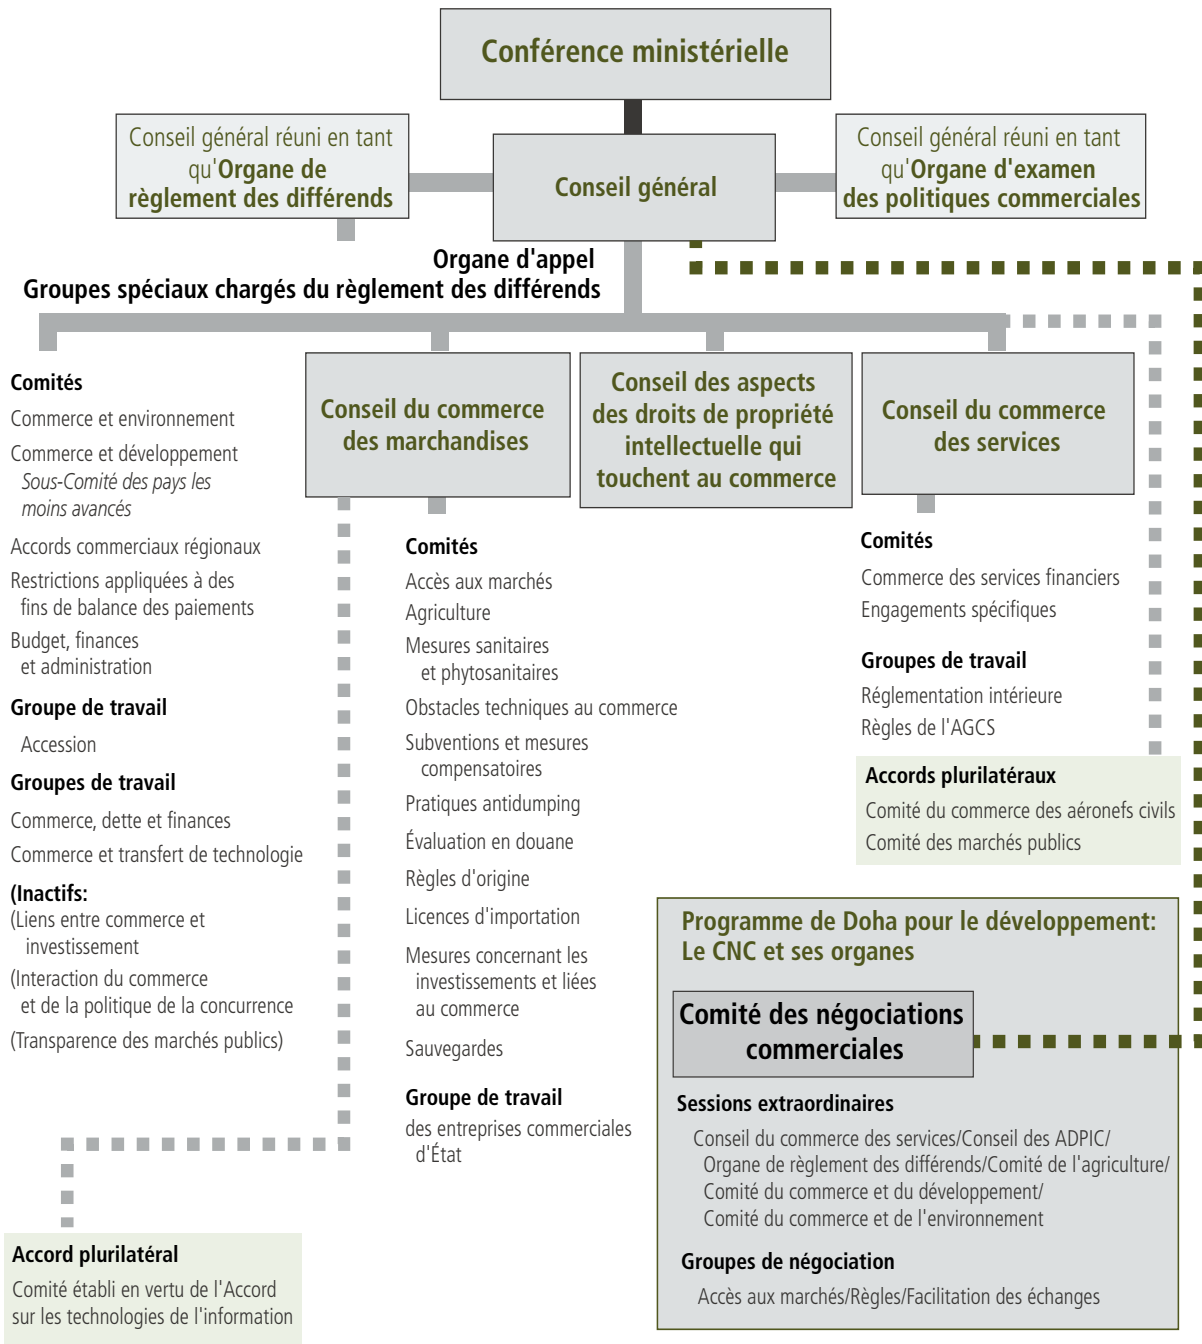 Conférence ministérielle
Conseil général réuni en tant
qu'Organe de
règlement des différends
Conseil général
Conseil général réuni en tant
qu'Organe d'examen
des politiques commerciales
Organe d'appel
Groupes spéciaux chargés du règlement des différends
Comités
Commerce et environnement
Commerce et développement
Sous-Comité des pays les
moins avancés
Accords commerciaux régionaux
Restrictions appliquées à des
fins de balance des paiements
Budget, finances
et administration
Groupe de travail
Accession
Groupes de travail
Commerce, dette et finances
Commerce et transfert de technologie
(Inactifs:
(Liens entre commerce et
investissement
(Interaction du commerce
et de la politique de la concurrence
(Transparence des marchés publics)
Accord plurilatéral
Comité établi en vertu de l'Accord
sur les technologies de l'information
Conseil du commerce
des marchandises
Comités
Accès aux marchés
Agriculture
Mesures sanitaires
et phytosanitaires
Obstacles techniques au commerce
Subventions et mesures
compensatoires
Pratiques antidumping
Évaluation en douane
Règles d'origine
Licences d'importation
Mesures concernant les
investissements et liées
au commerce
Sauvegardes
Groupe de travail
des entreprises commerciales
d'État
Conseil des aspects
des droits de propriété
intellectuelle qui
touchent au commerce
Conseil du commerce
des services
Comités
Commerce des services financiers
Engagements spécifiques
Groupes de travail
Réglementation intérieure
Règles de l'AGCS
Accords plurilatéraux
Comité du commerce des aéronefs civils
Comité des marchés publics
Programme de Doha pour le développement:
Le CNC et ses organes
Comité des négociations
commerciales
Sessions extraordinaires
Conseil du commerce des services/Conseil des ADPIC/
Organe de règlement des différends/Comité de l'agriculture/
Comité du commerce et du développement/
Comité du commerce et de l'environnement
Groupes de négociation
Accès aux marchés/Règles/Facilitation des échanges